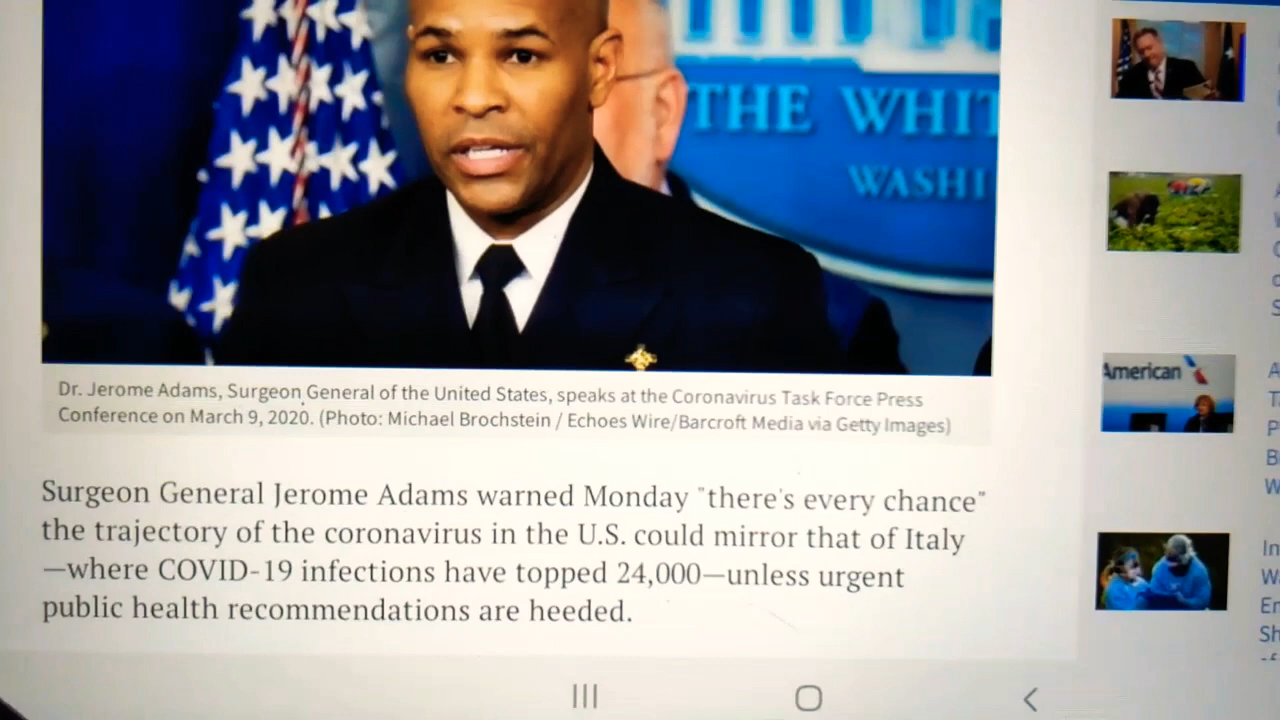 THE WHIT
WASHI
American
Dr. Jerome Adams, Surgeon General of the United States, speaks at the Coronavirus Task Force Press
Conference on March 9, 2020. (Photo: Michael Brochstein / Echoes Wire/Barcroft Media via Getty Images)
Surgeon General Jerome Adams warned Monday "there's every chance"
the trajectory of the coronavirus in the U.S. could mirror that of Italy
—where COVID-19 infections have topped 24,000—unless urgent
public health recommendations are heeded.